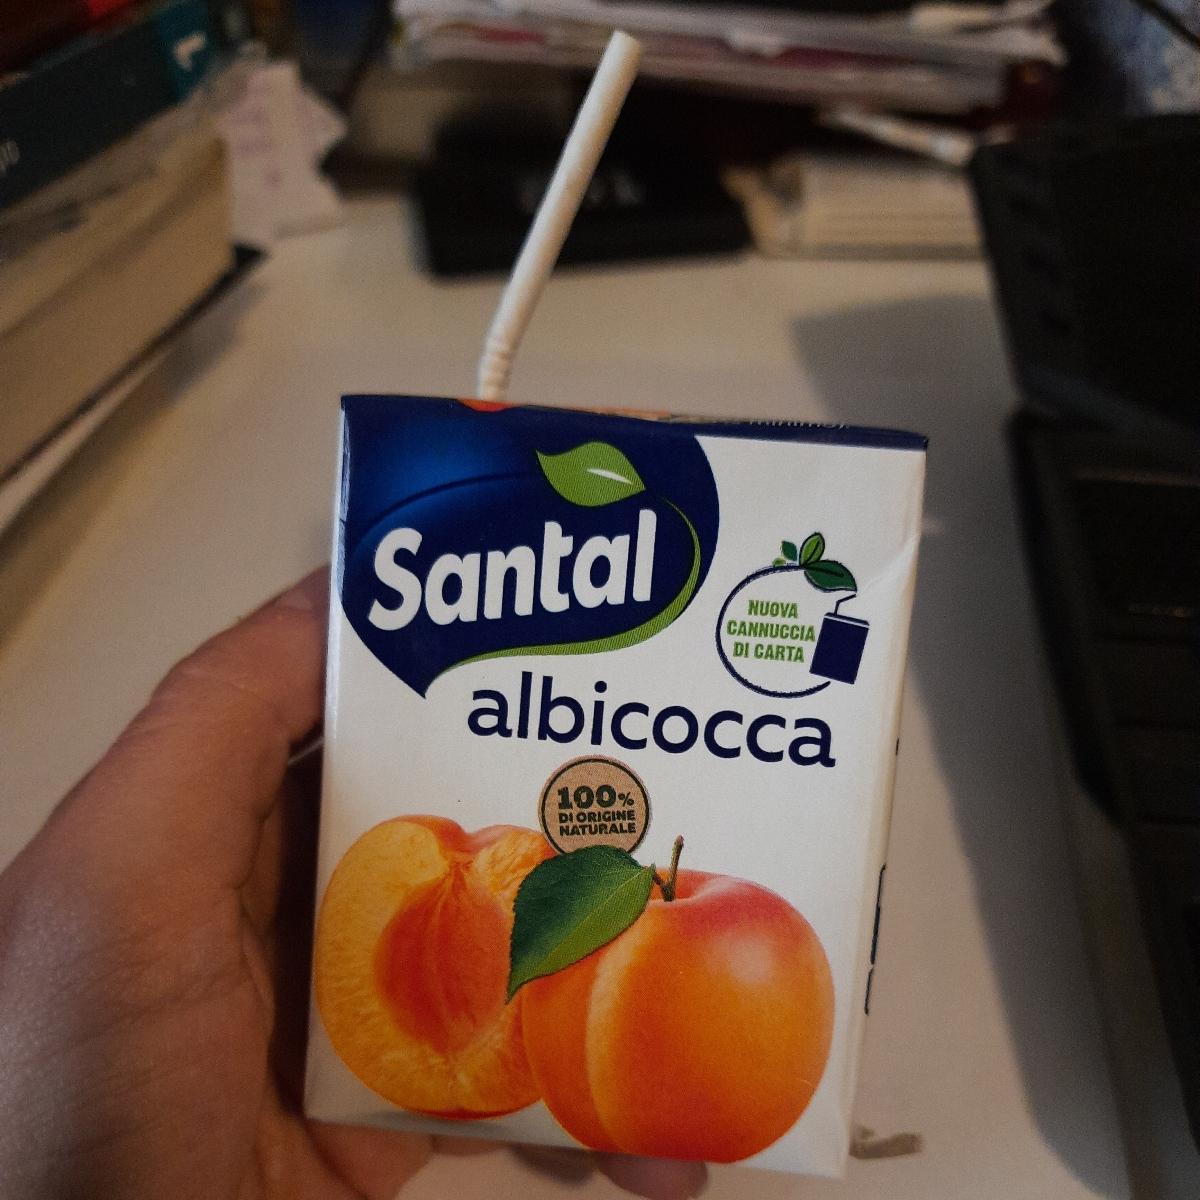 Santal
NUOVA
CANNUCCIA
DI CARTA
albicocca
100%
DI ORIGINE
NATURALE